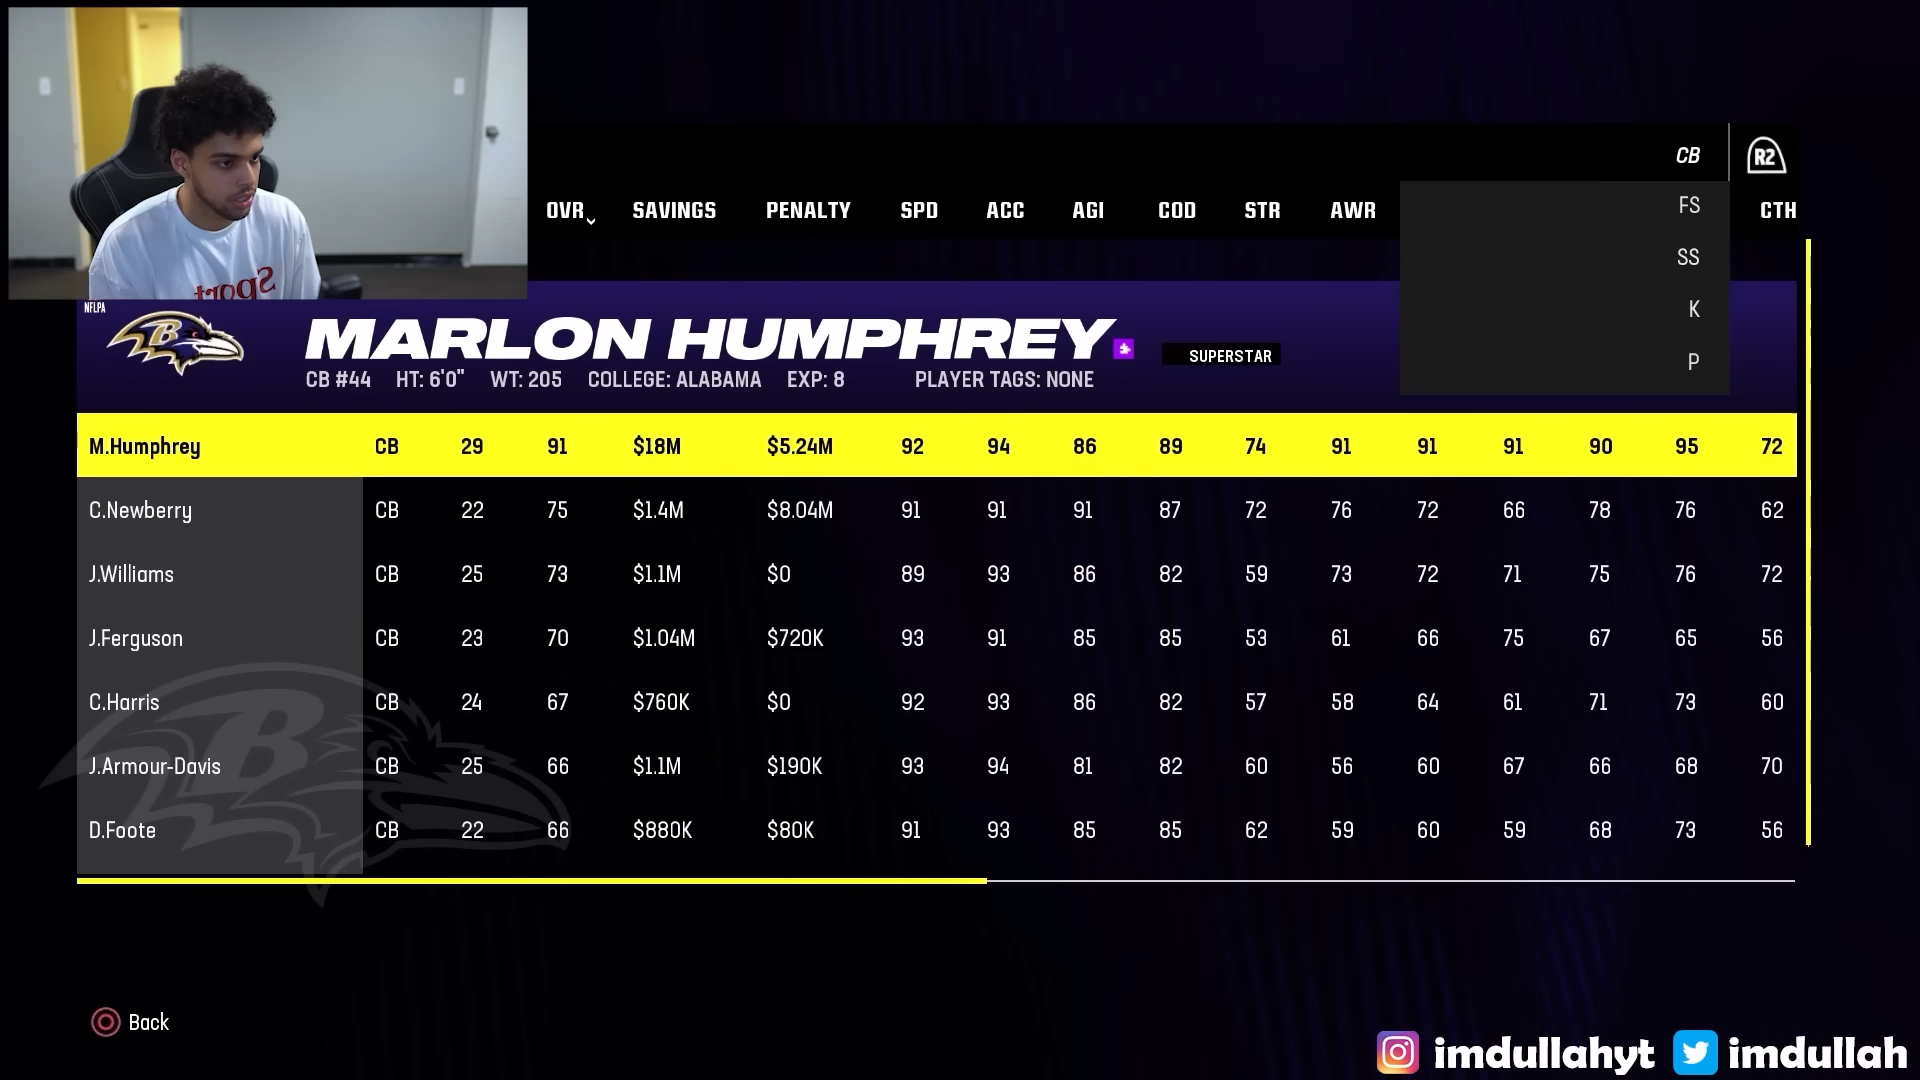 Sport
CB R2
OVR SAVINGS PENALTY SPD ACC AGI COD STR AWR CTH
FS
SS
K
P
NFLPA
B
MARLON HUMPHREY SUPERSTAR
CB #44 HT: 6'0" WT: 205 COLLEGE: ALABAMA EXP: 8 PLAYER TAGS: NONE
M.Humphrey CB 29 91 $18M $5.24M 92 94 86 89 74 91 91 91 90 95 72
C.Newberry CB 22 75 $1.4M $8.04M 91 91 91 87 72 76 72 66 78 76 62
J.Williams CB 25 73 $1.1M $0 89 93 86 82 59 73 72 71 75 76 72
J.Ferguson CB 23 70 $1.04M $720K 93 91 85 85 53 61 66 75 67 65 56
C.Harris CB 24 67 $760K $0 92 93 86 82 57 58 64 61 71 73 60
J.Armour-Davis CB 25 66 $1.1M $190K 93 94 81 82 60 56 60 67 66 68 70
D.Foote CB 22 66 $880K $80K 91 93 85 85 62 59 60 59 68 73 56
B
Back
imdullahyt imdullah